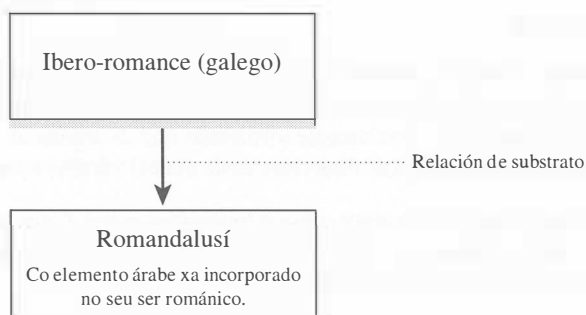 Ibero-romance (galego)
Relación de substrato
Romandalusí
Co elemento árabe xa incorporado
no seu ser románico.